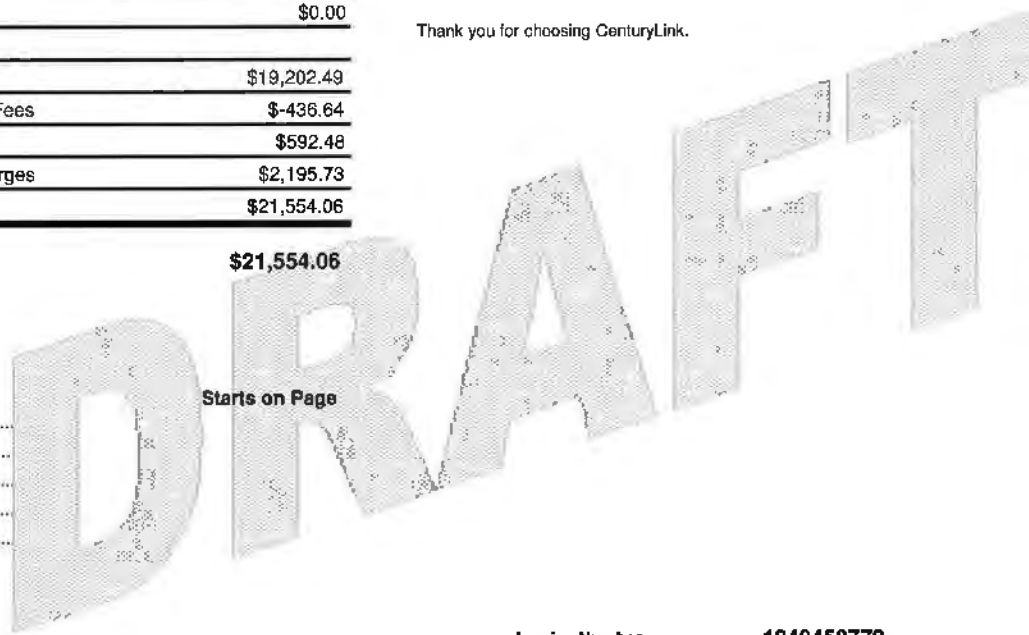 $0.00
Thank you for choosing CenturyLink.
$19,202.49
Fees $-436.64
$592.48
rges $2,195.73
$21,554.06
$21,554.06
DRAFT
Starts on Page